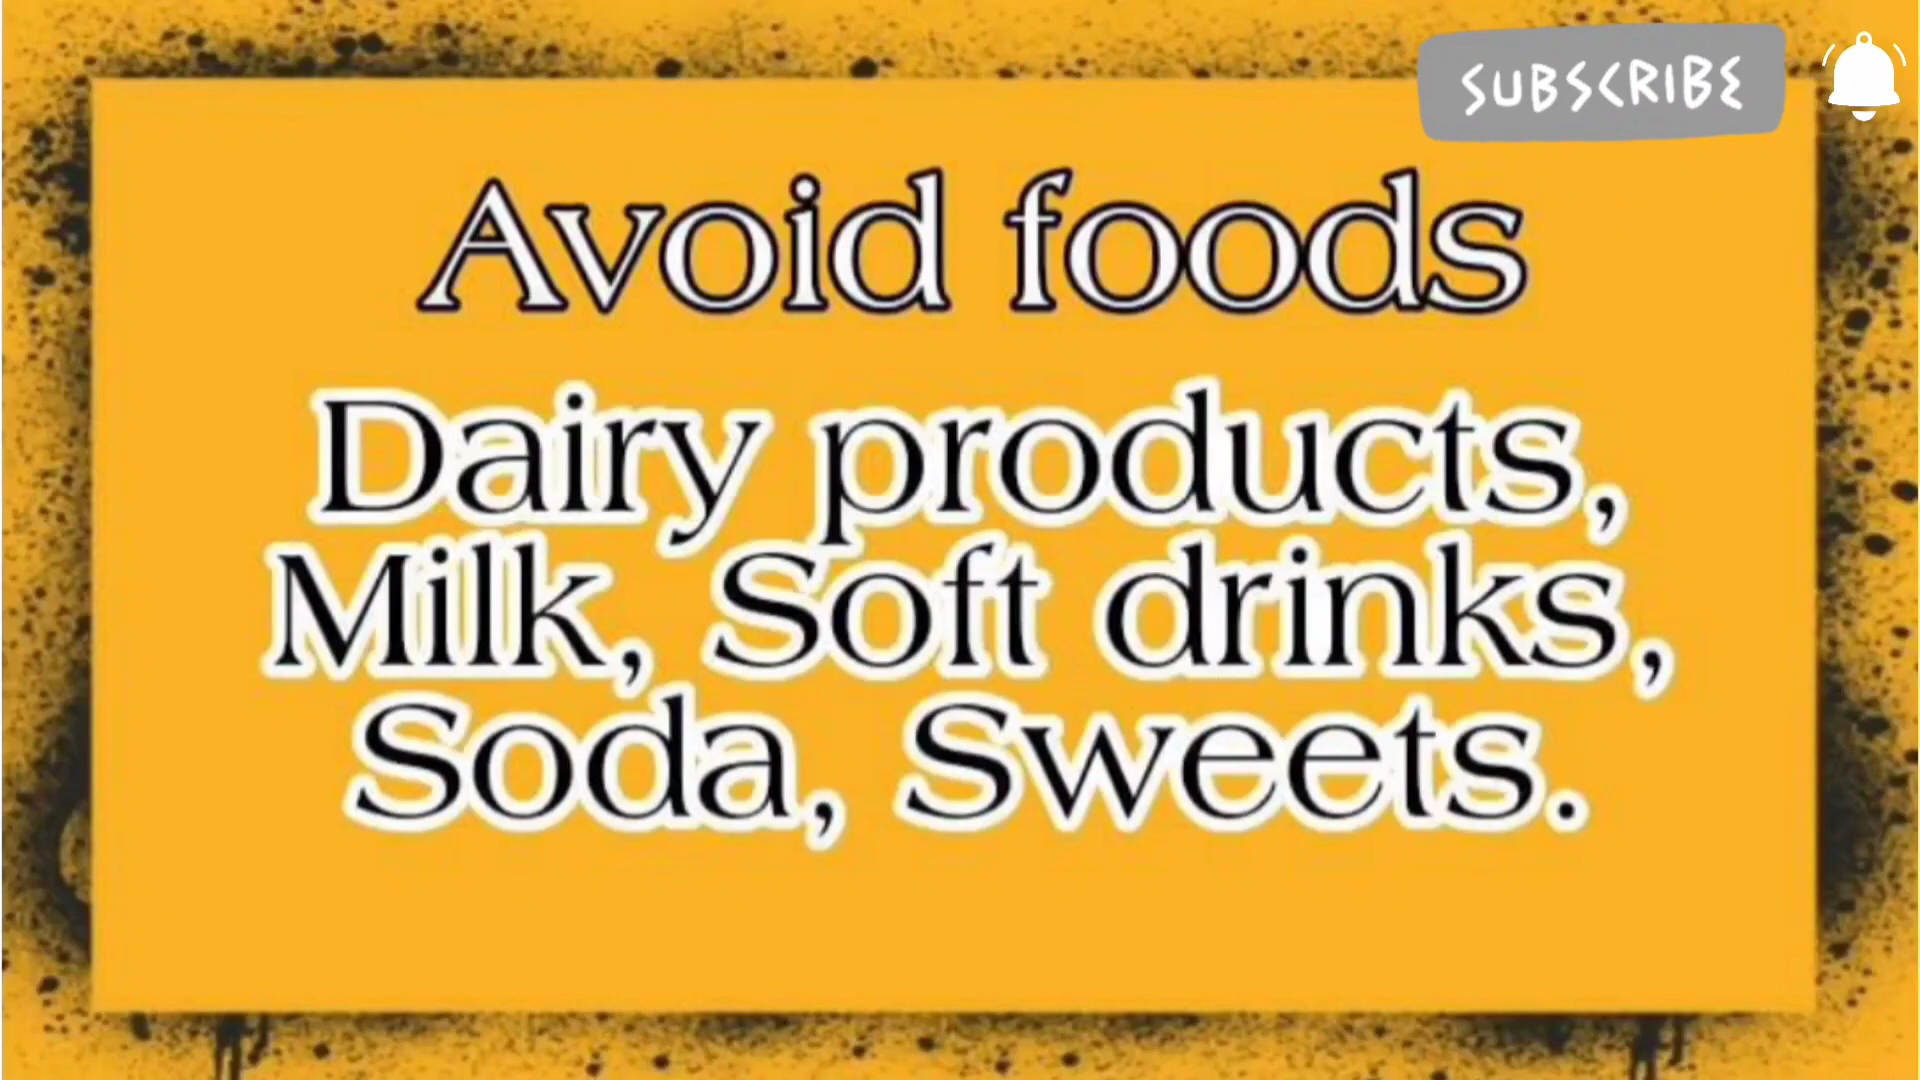 SUBSCRIBE
Avoid foods
Dairy products,
Milk, Soft drinks,
Soda, Sweets.